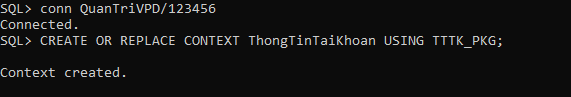 SQL> conn QuanTriVPD/123456
Connected.
SQL> CREATE OR REPLACE CONTEXT ThongTinTaiKhoan USING TTTK_PKG;
Context created.